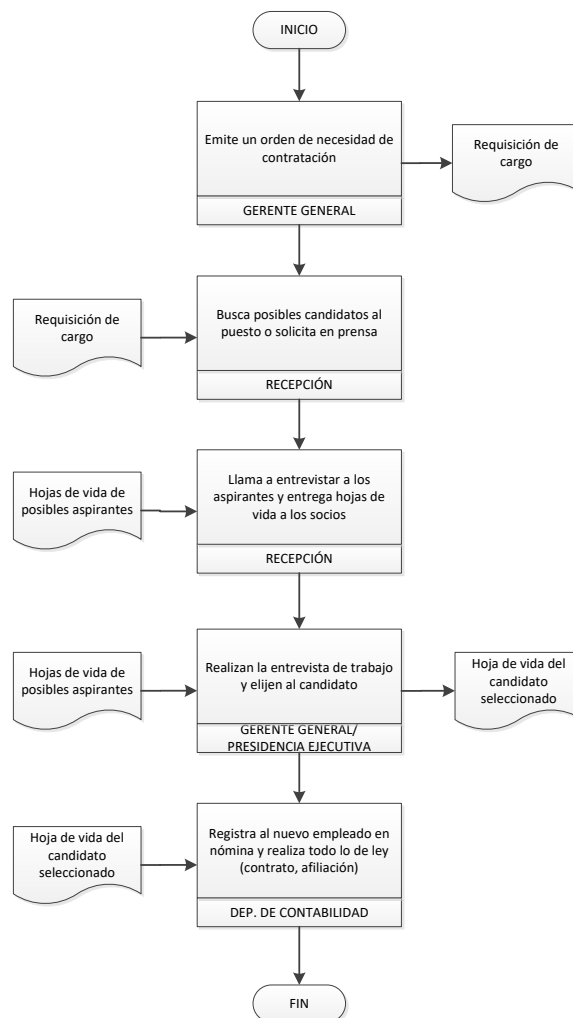 INICIO
Emite un orden de necesidad de
contratación
GERENTE GENERAL
Requisición de
cargo
Requisición de
cargo
Busca posibles candidatos al
puesto o solicita en prensa
RECEPCIÓN
Hojas de vida de
posibles aspirantes
Llama a entrevistar a los
aspirantes y entrega hojas de
vida a los socios
RECEPCIÓN
Hojas de vida de
posibles aspirantes
Realizan la entrevista de trabajo
y elijen al candidato
GERENTE GENERAL/
PRESIDENCIA EJECUTIVA
Hoja de vida del
candidato
seleccionado
Hoja de vida del
candidato
seleccionado
Registra al nuevo empleado en
nómina y realiza todo lo de ley
(contrato, afiliación)
DEP. DE CONTABILIDAD
FIN